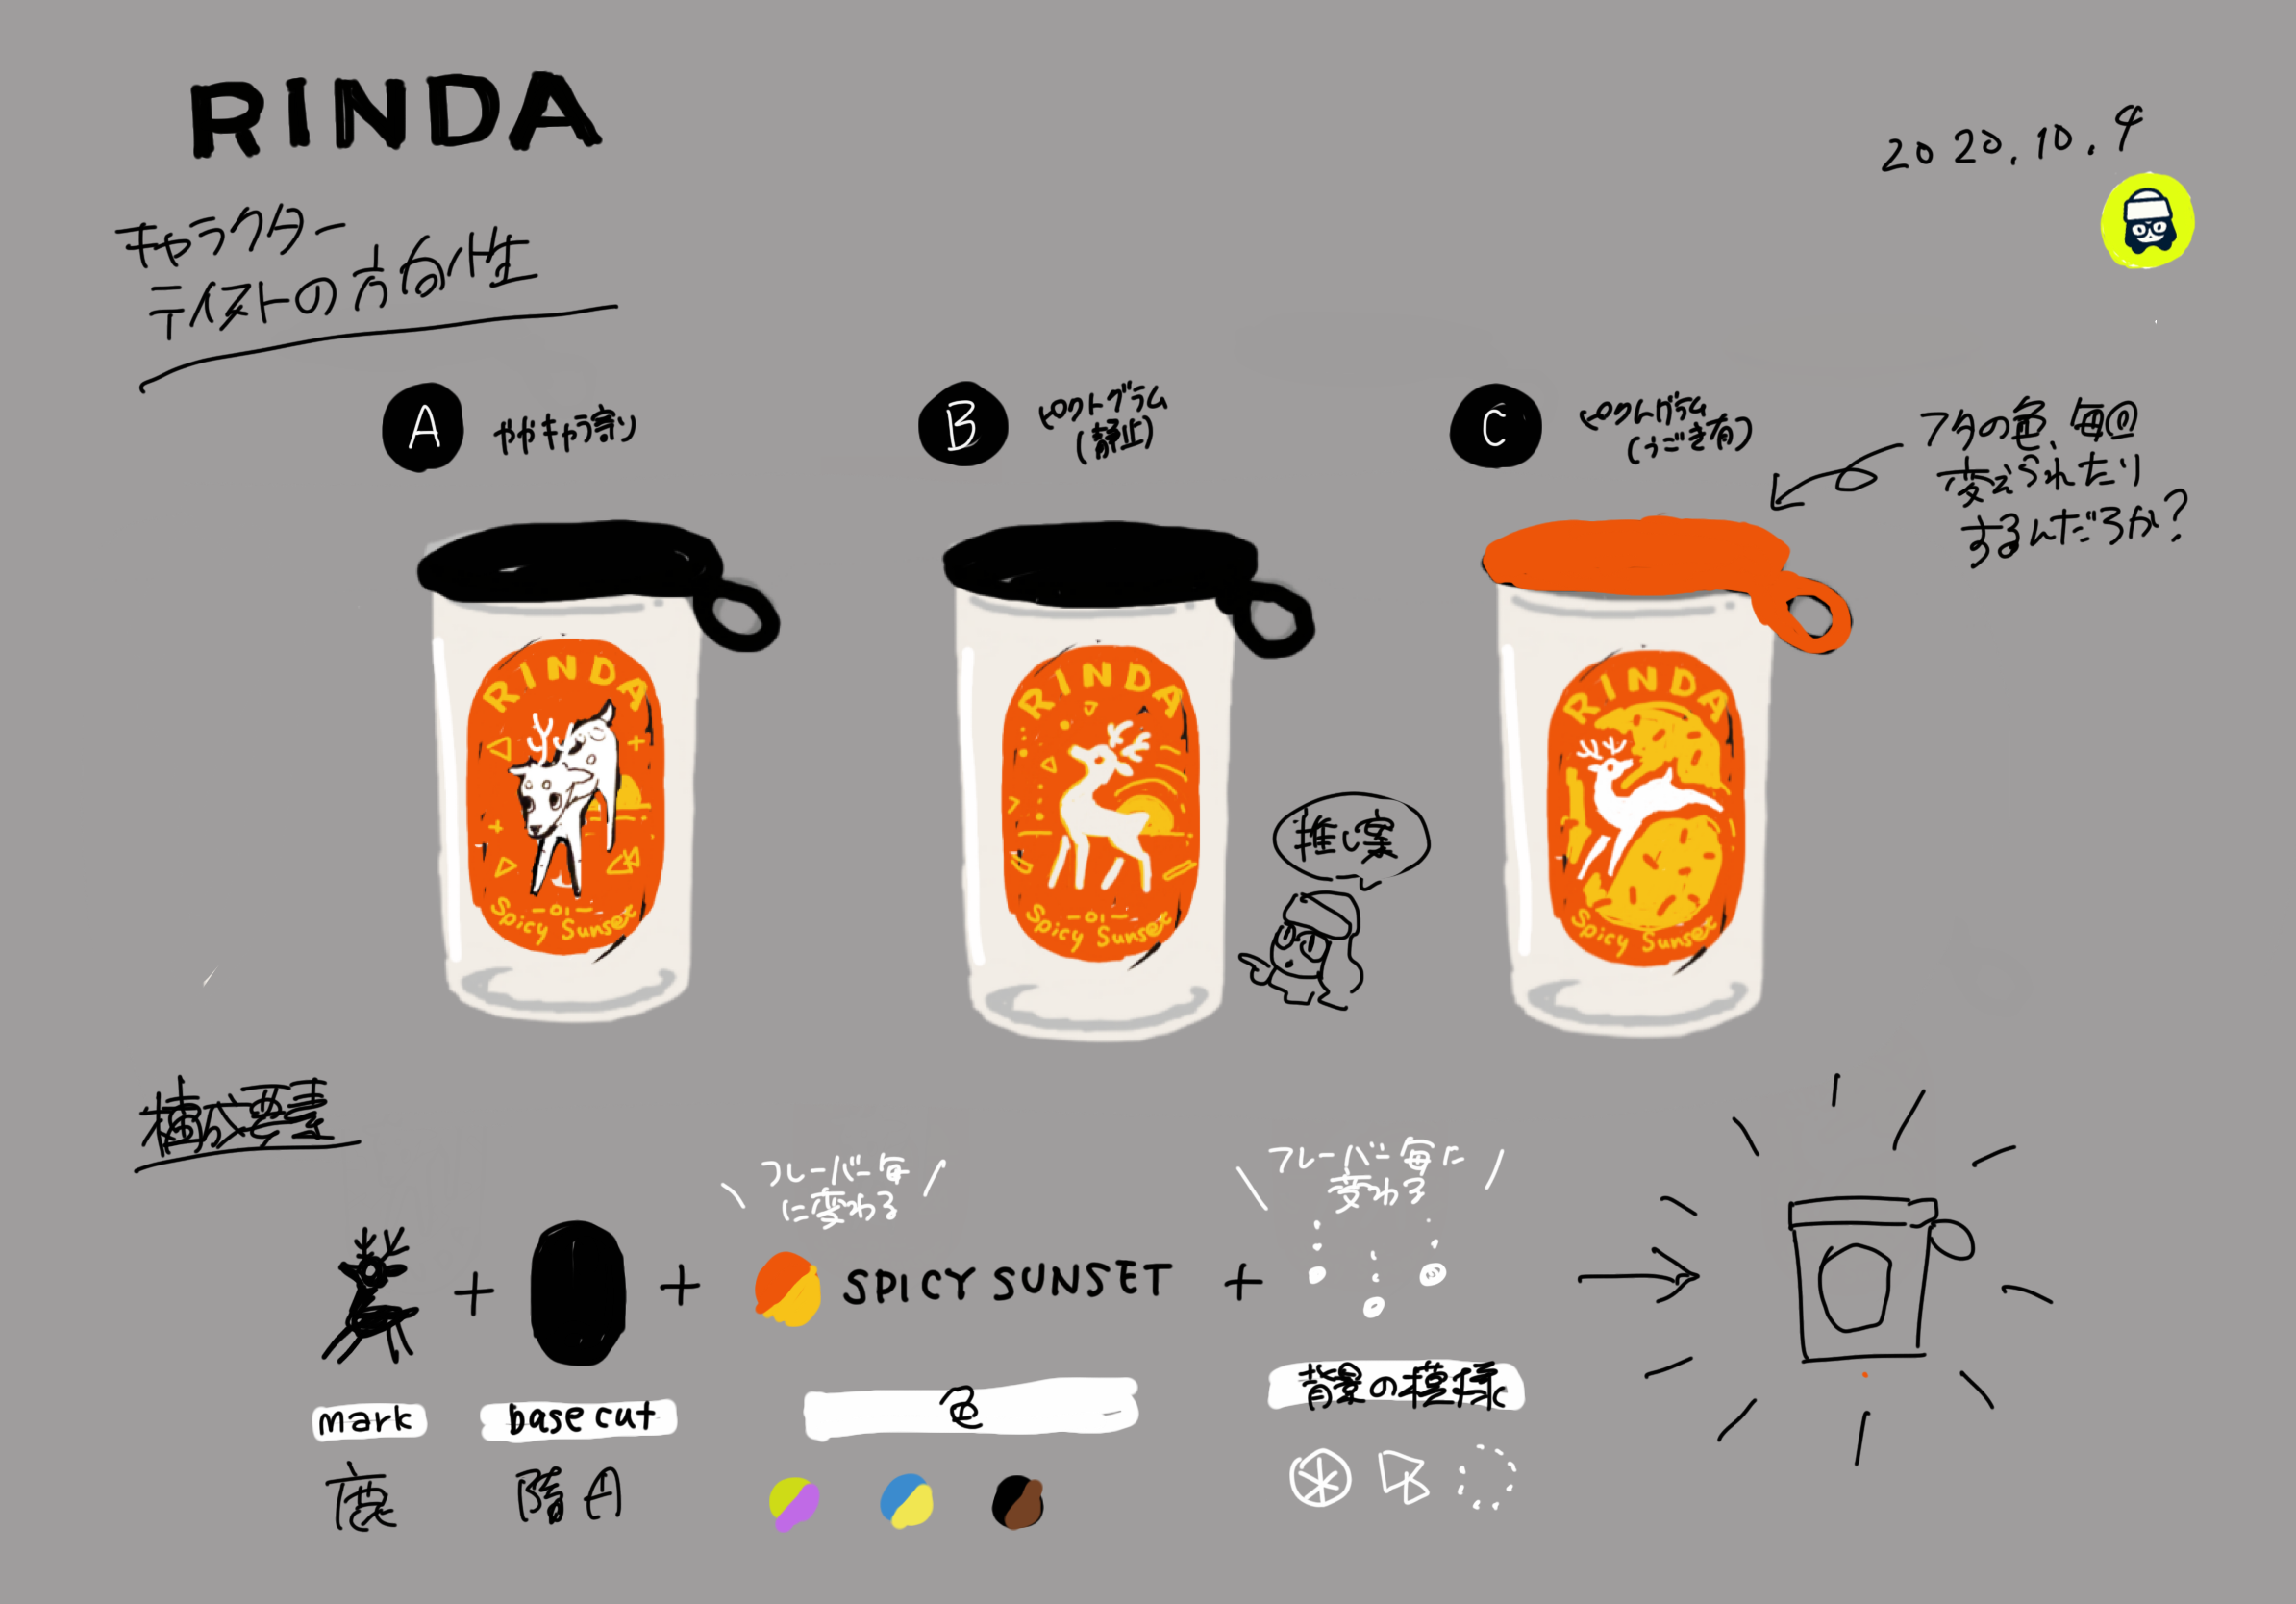 RINDA
2020.10.4
キャラクター
テイストの方向性
A
ややキャラ寄り
B
ピクトグラム
(静止)
C
ピクトグラム
(うごき有)
フタの色、毎回
変えられたり
するんだろうか?
RINDA
-01-
Spicy Sunset
RINDA
-01-
Spicy Sunset
推し案
RINDA
Spicy Sunset
構成要素
フレーバー毎
に変わる
フレーバー毎に
変わる
+
+
SPICY SUNSET
+
mark
base cut
色
背景の模様
鹿